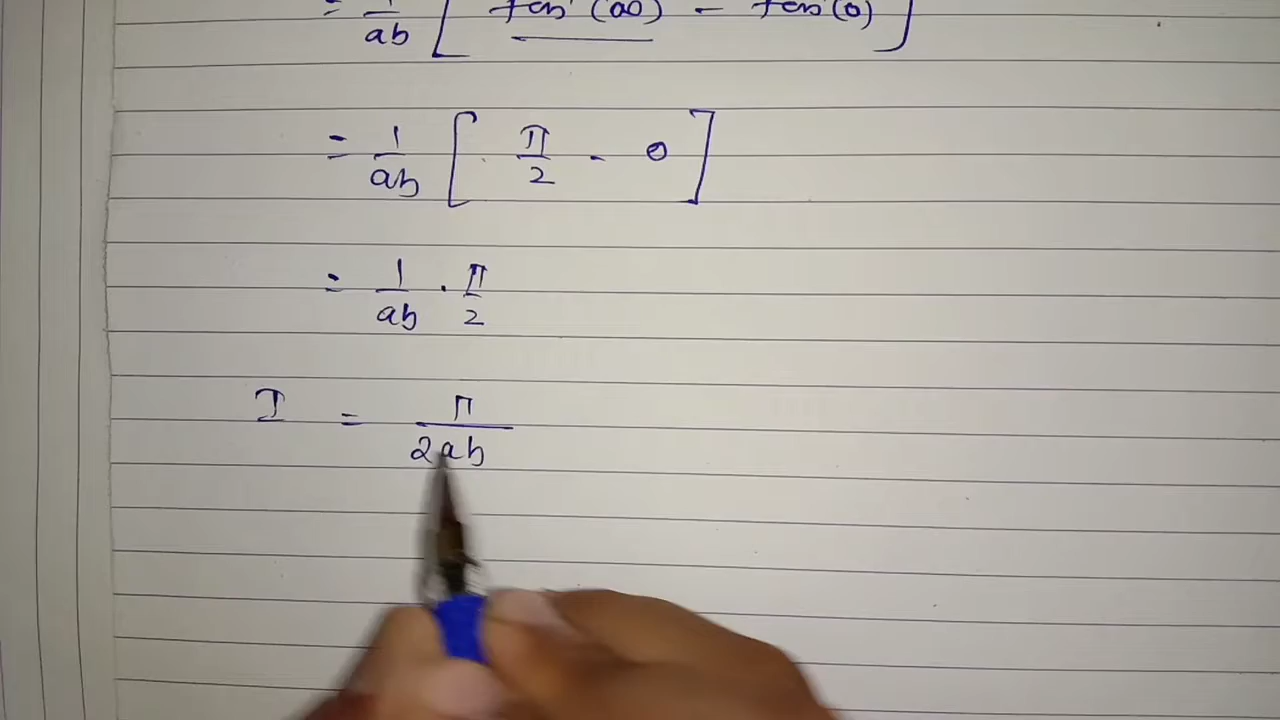 = 1/ab [ tan⁻¹(∞) - tan⁻¹(0) ]
= 1/ab [ π/2 - 0 ]
= 1/ab · π/2
I = π/2ab